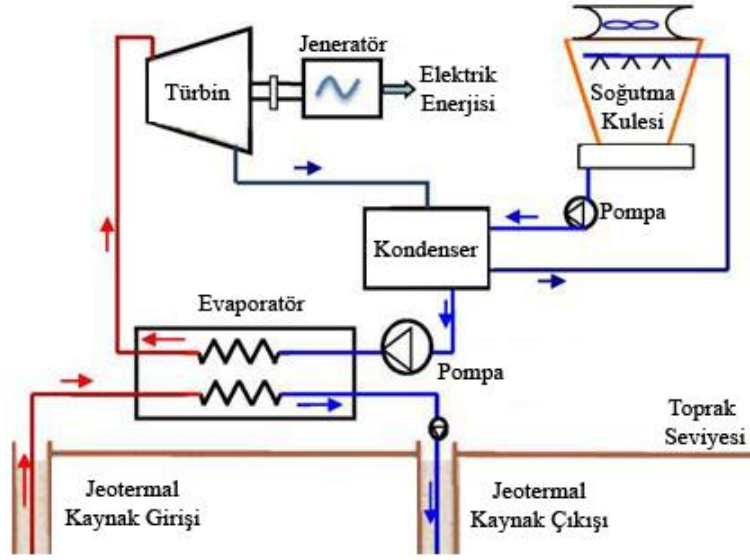 Jeneratör
Türbin
Elektrik
Enerjisi
Soğutma
Kulesi
Pompa
Kondenser
Evaporatör
Pompa
Toprak
Seviyesi
Jeotermal
Kaynak Girişi
Jeotermal
Kaynak Çıkışı